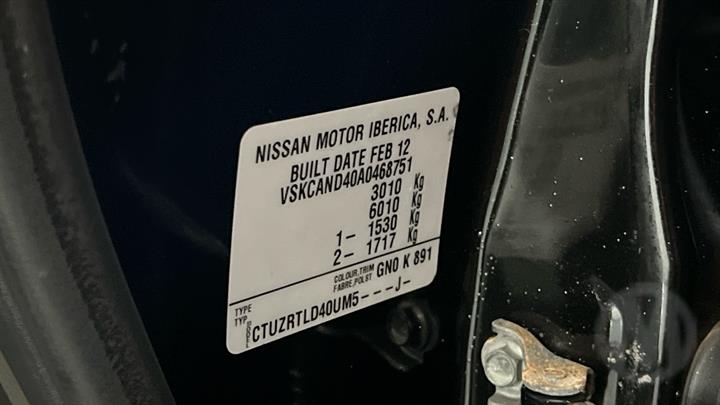 NISSAN MOTOR IBERICA, S.A.
BUILT DATE FEB 12
VSKCAND40A0468751
3010 Kg
6010 Kg
1- 1530 Kg
2- 1717 Kg
COLOUR,TRIM
FABRE,POLST GN0 K 891
TYPE
TYP
MODELL CTUZRTLD40UM5---J-